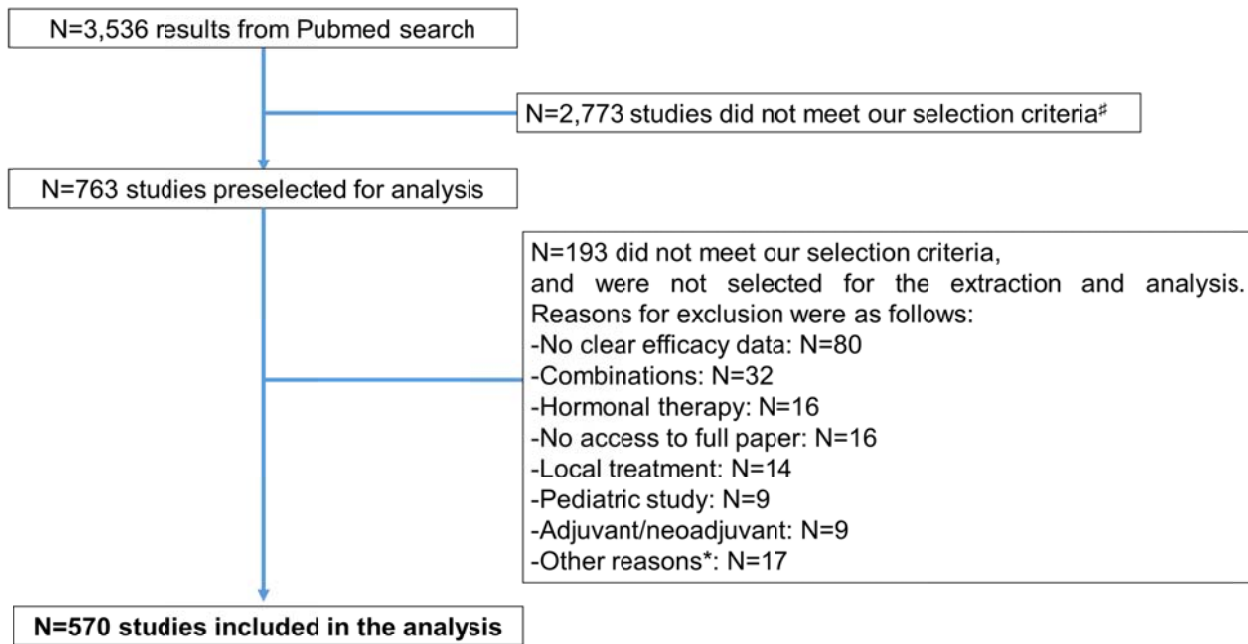 N=3,536 results from Pubmed search
N=2,773 studies did not meet our selection criteria♯
N=763 studies preselected for analysis
N=193 did not meet our selection criteria,
and were not selected for the extraction and analysis.
Reasons for exclusion were as follows:
-No clear efficacy data: N=80
-Combinations: N=32
-Hormonal therapy: N=16
-No access to full paper: N=16
-Local treatment: N=14
-Pediatric study: N=9
-Adjuvant/neoadjuvant: N=9
-Other reasons*: N=17
N=570 studies included in the analysis